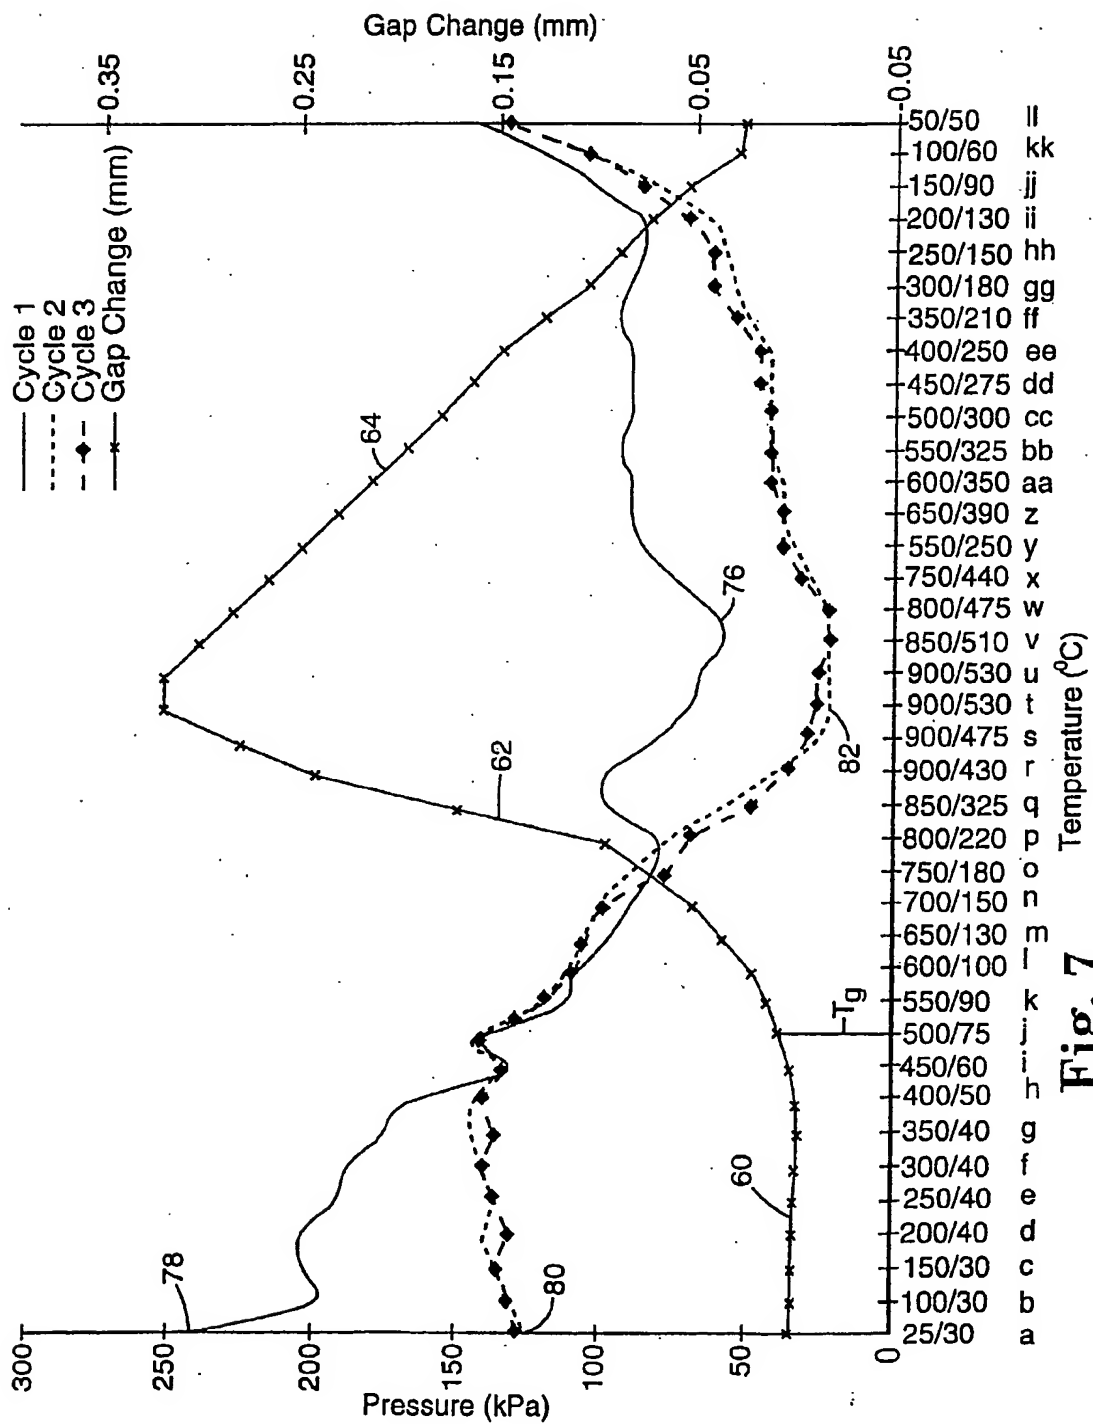 Cycle 1
Cycle 2
Cycle 3
Gap Change (mm)
Pressure (kPa)
300
250
200
150
100
50
0
Gap Change (mm)
0.35
0.25
0.15
0.05
-0.05
78
80
60
62
64
76
82
Tg
25/30 a
100/30 b
150/30 c
200/40 d
250/40 e
300/40 f
350/40 g
400/50 h
450/60 i
500/75 j
550/90 k
600/100 l
650/130 m
700/150 n
750/180 o
800/220 p
850/325 q
900/430 r
900/475 s
900/530 t
900/530 u
850/510 v
800/475 w
750/440 x
550/250 y
650/390 z
600/350 aa
550/325 bb
500/300 cc
450/275 dd
400/250 ee
350/210 ff
300/180 gg
250/150 hh
200/130 ii
150/90 jj
100/60 kk
50/50 ll
Temperature (⁰C)
Fig. 7